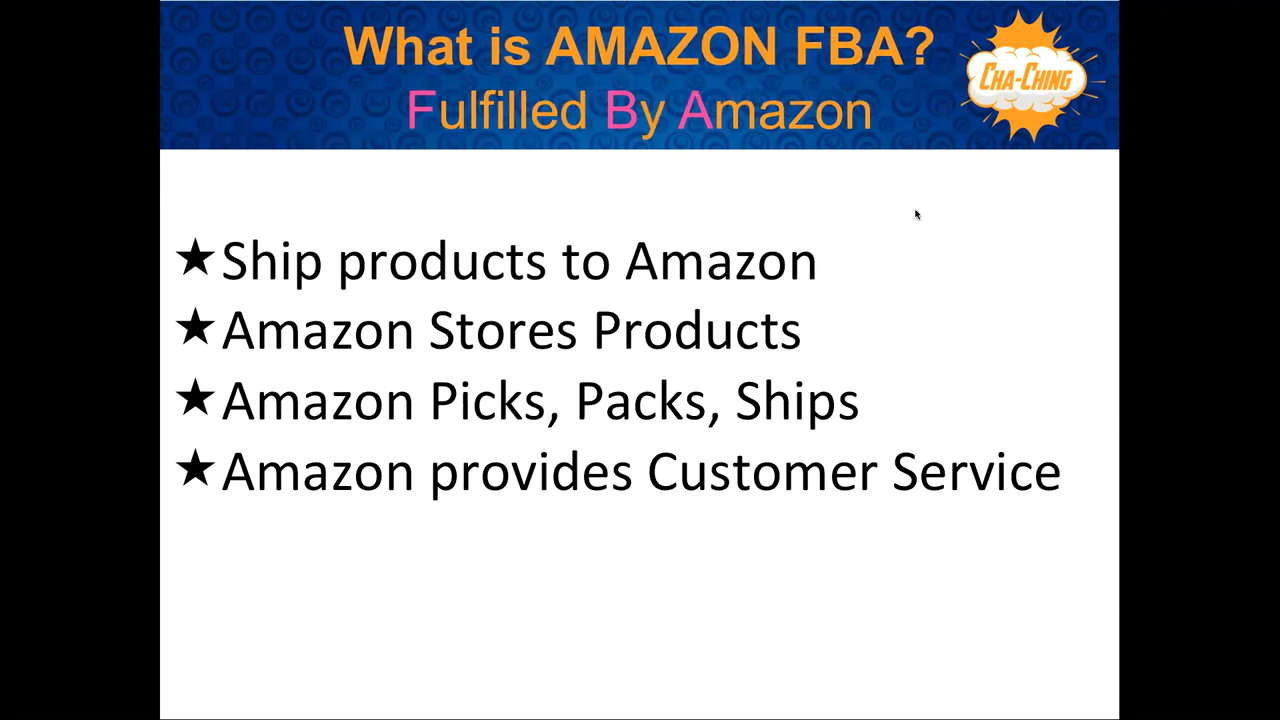 What is AMAZON FBA?
Fulfilled By Amazon
CHA-CHING
★Ship products to Amazon
★Amazon Stores Products
★Amazon Picks, Packs, Ships
★Amazon provides Customer Service